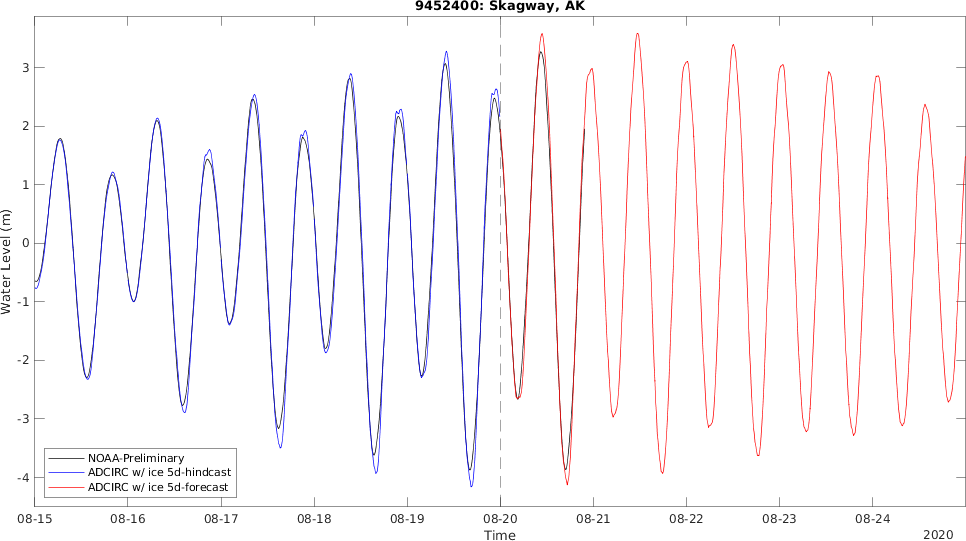 9452400: Skagway, AK
Water Level (m)
3
2
1
0
-1
-2
-3
-4
NOAA-Preliminary
ADCIRC w/ ice 5d-hindcast
ADCIRC w/ ice 5d-forecast
08-15 08-16 08-17 08-18 08-19 08-20 08-21 08-22 08-23 08-24
Time
2020